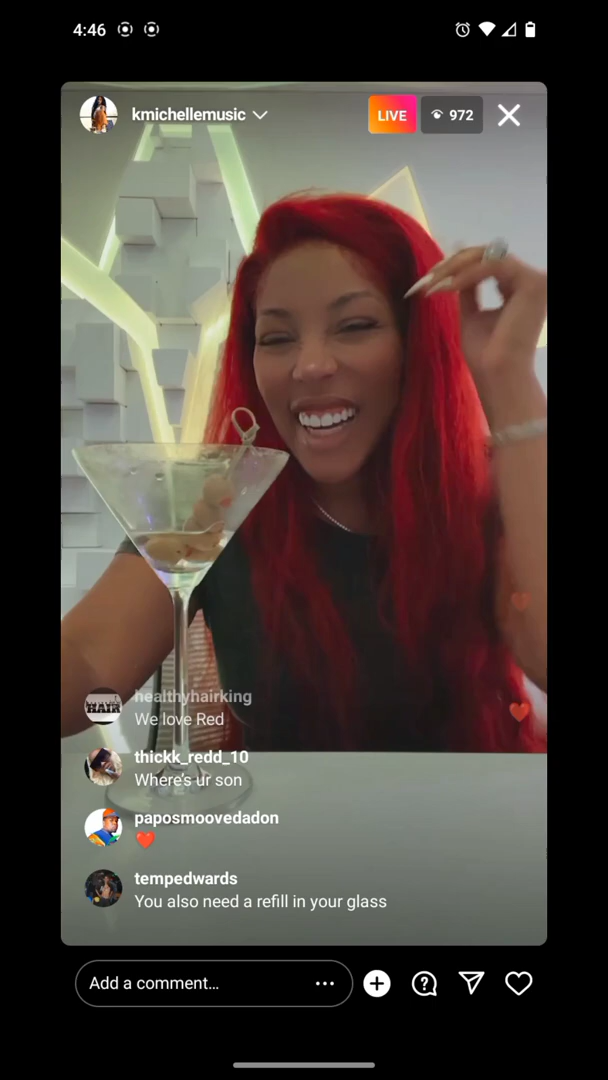 4:46
kmichellemusic
LIVE
972
HAIR
healthyhairking
We love Red
thickk_redd_10
Where's ur son
paposmoovedadon
❤️
tempedwards
You also need a refill in your glass
Add a comment...